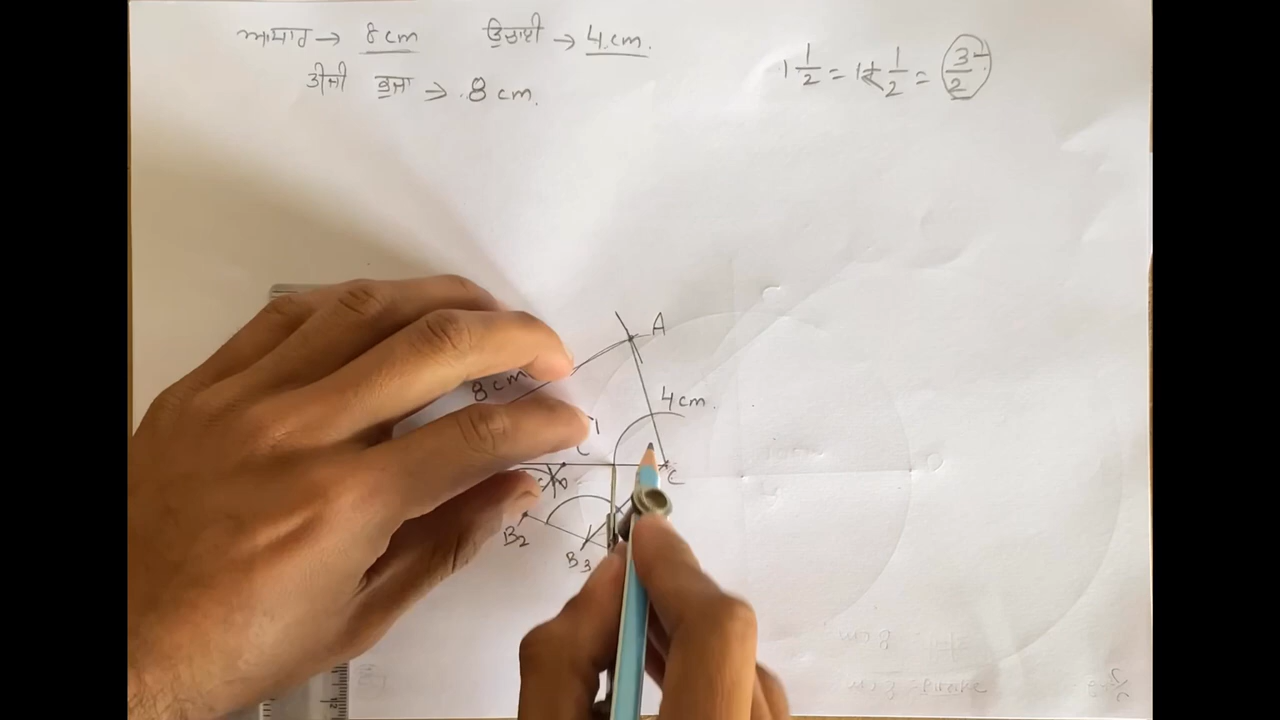 ਆਧਾਰ → 8 cm ਉਚਾਈ → 4 cm.
1 1/2 = 1+ 1/2 = 3/2
ਤੀਜੀ ਭੁਜਾ → 8 cm.
A
8 cm
4 cm.
C
C
B2
B3